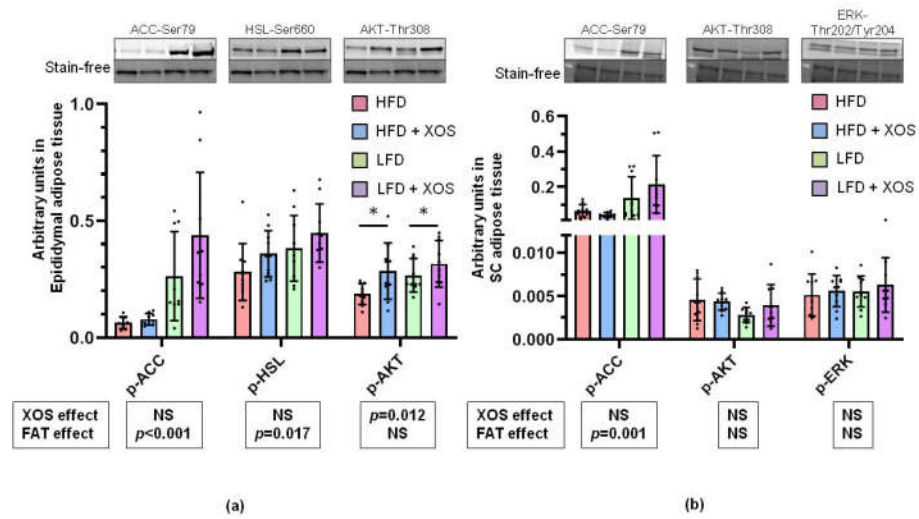 ACC-Ser79 HSL-Ser660 AKT-Thr308
Stain-free
HFD
HFD + XOS
LFD
LFD + XOS
Arbitrary units in
Epididymal adipose tissue
1.0
0.5
0.0
*
*
p-ACC
p-HSL
p-AKT
XOS effect NS NS p=0.012
FAT effect p<0.001 p=0.017 NS
(a)
ACC-Ser79 AKT-Thr308 ERK-
Thr202/Tyr204
Stain-free
HFD
HFD + XOS
LFD
LFD + XOS
Arbitrary units in
SC adipose tissue
0.6
0.4
0.2
0.010
0.005
0.000
p-ACC
p-AKT
p-ERK
XOS effect NS NS NS
FAT effect p=0.001 NS NS
(b)